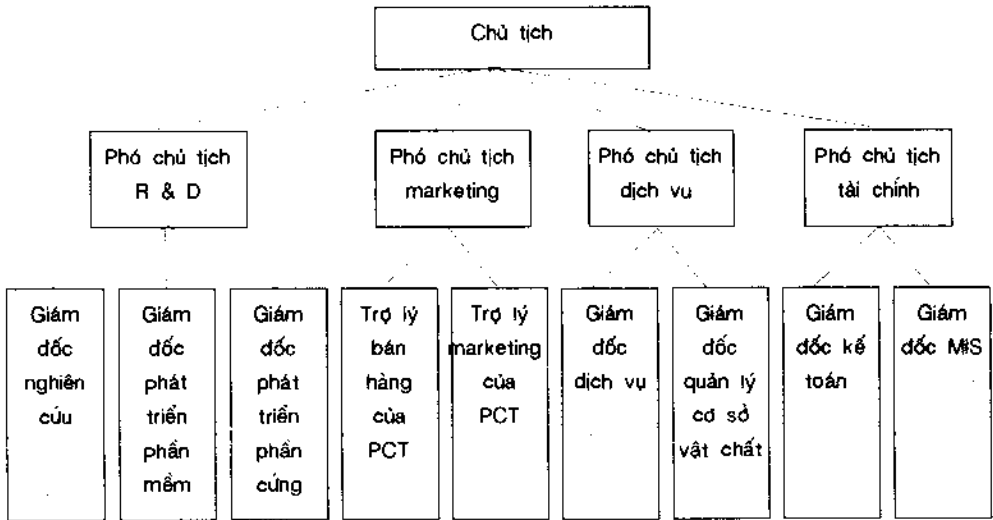 Chủ tịch
Phó chủ tịch
R & D
Phó chủ tịch
marketing
Phó chủ tịch
dịch vụ
Phó chủ tịch
tài chính
Giám
đốc
nghiên
cứu
Giám
đốc
phát
triển
phần
mềm
Giám
đốc
phát
triển
phần
cứng
Trợ lý
bán
hàng
của
PCT
Trợ lý
marketing
của
PCT
Giám
đốc
dịch vụ
Giám
đốc
quản lý
cơ sở
vật chất
Giám
đốc kế
toán
Giám
đốc MIS